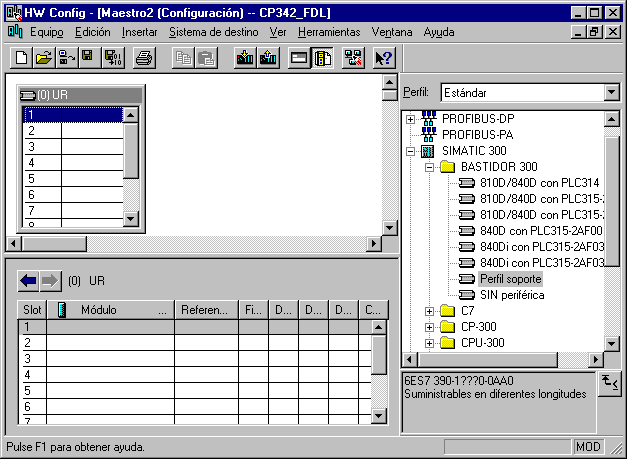 HW Config - [Maestro2 (Configuración) -- CP342_FDL]
Equipo Edición Insertar Sistema de destino Ver Herramientas Ventana Ayuda
(0) UR
1
2
3
4
5
6
7
8
Perfil: Estándar
PROFIBUS-DP
PROFIBUS-PA
SIMATIC 300
BASTIDOR 300
810D/840D con PLC314
810D/840D con PLC315-2
810D/840D con PLC315-2
840D con PLC315-2AF00
840Di con PLC315-2AF03
840Di con PLC315-2AF03
Perfil soporte
SIN periférica
C7
CP-300
CPU-300
(0) UR
Slot Módulo ... Referen... Fi... D... D... D... C...
1
2
3
4
5
6
7
6ES7 390-1???0-0AA0
Suministrables en diferentes longitudes
Pulse F1 para obtener ayuda. MOD